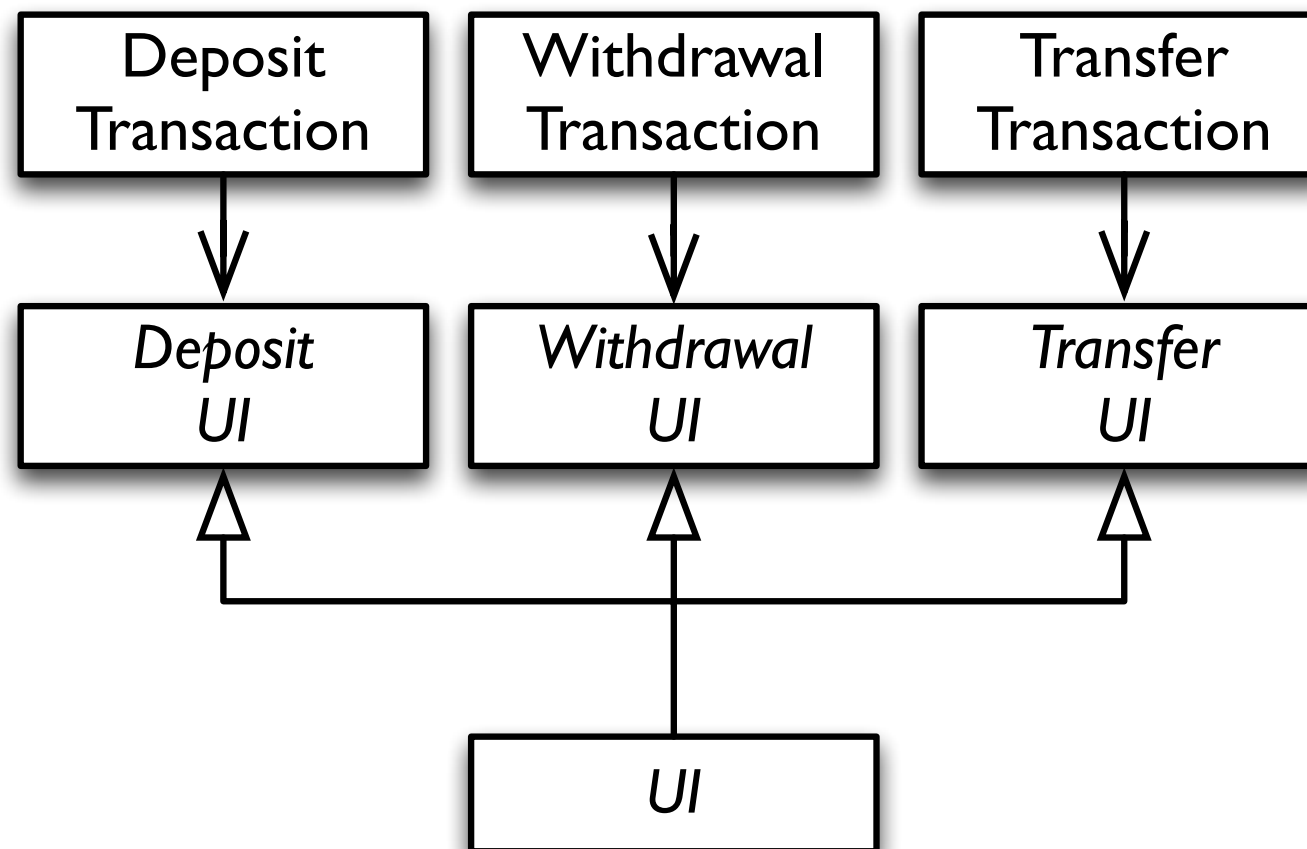 Deposit
Transaction
Withdrawal
Transaction
Transfer
Transaction
Deposit
UI
Withdrawal
UI
Transfer
UI
UI